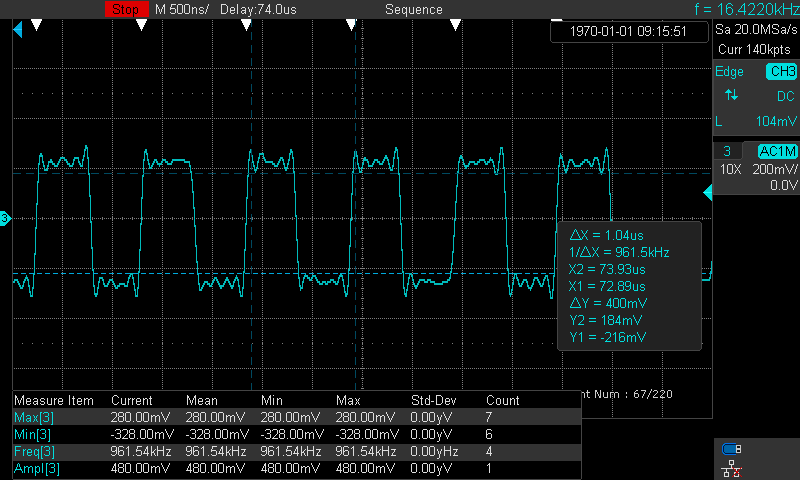 Stop M 500ns/ Delay:74.0us Sequence f = 16.4220kHz
1970-01-01 09:15:51
Sa 20.0MSa/s
Curr 140kpts
Edge CH3
DC
L 104mV
3 AC1M
10X 200mV/
0.0V
3
ΔX = 1.04us
1/ΔX = 961.5kHz
X2 = 73.93us
X1 = 72.89us
ΔY = 400mV
Y2 = 184mV
Y1 = -216mV
nt Num : 67/220
Measure Item Current Mean Min Max Std-Dev Count
Max[3] 280.00mV 280.00mV 280.00mV 280.00mV 0.00yV 7
Min[3] -328.00mV -328.00mV -328.00mV -328.00mV 0.00yV 6
Freq[3] 961.54kHz 961.54kHz 961.54kHz 961.54kHz 0.00yHz 4
Ampl[3] 480.00mV 480.00mV 480.00mV 480.00mV 0.00yV 1